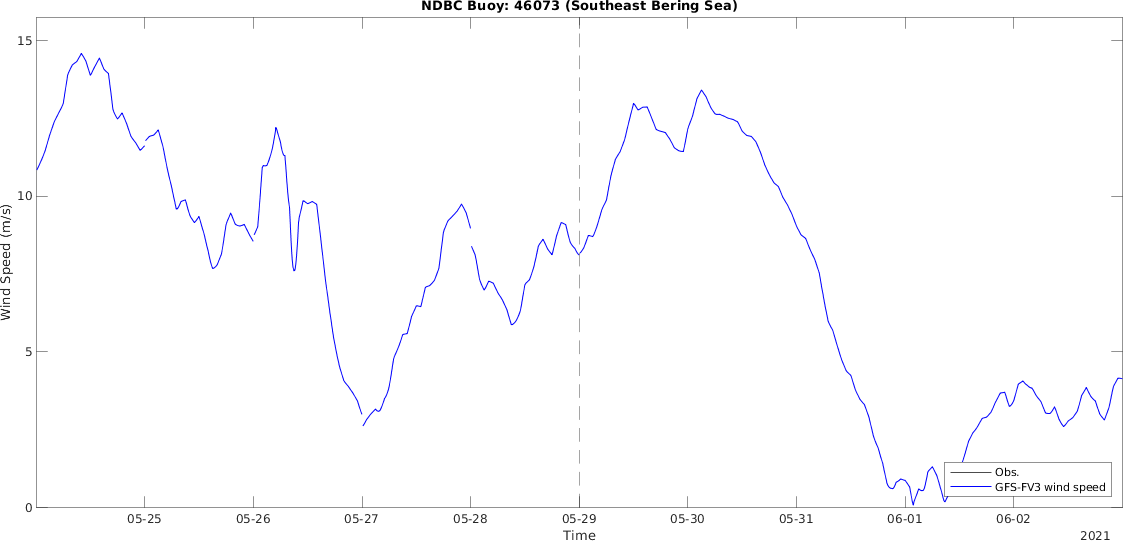 NDBC Buoy: 46073 (Southeast Bering Sea)
15
10
5
0
Wind Speed (m/s)
05-25
05-26
05-27
05-28
05-29
05-30
05-31
06-01
06-02
Time
2021
Obs.
GFS-FV3 wind speed